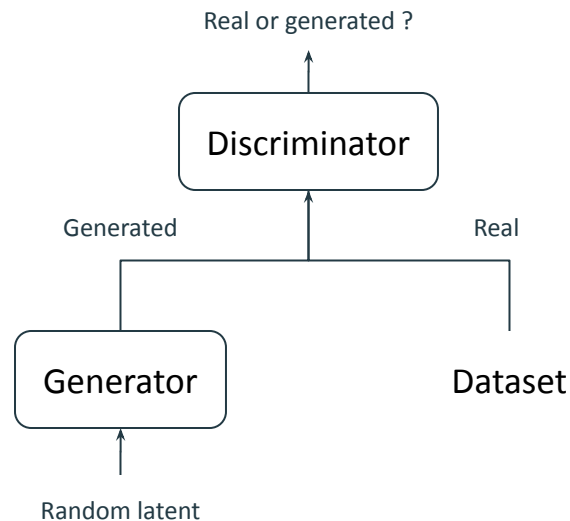 Real or generated ?
Discriminator
Generated
Real
Generator
Dataset
Random latent